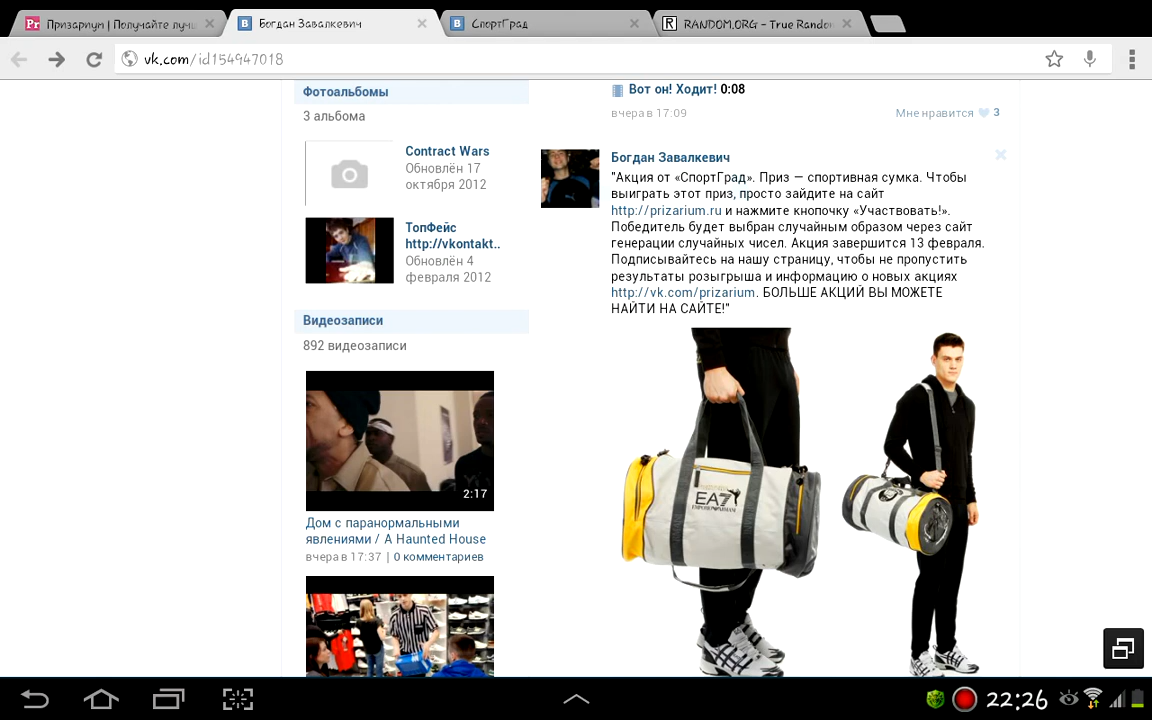 Призариум | Получайте лучш
Богдан Завалкевич
СпортГрад
RANDOM.ORG - True Random
vk.com/id154947018
Фотоальбомы
3 альбома
Contract Wars
Обновлён 17
октября 2012
ТопФейс
http://vkontakt..
Обновлён 4
февраля 2012
Видеозаписи
892 видеозаписи
2:17
Дом с паранормальными
явлениями / A Haunted House
вчера в 17:37 | 0 комментариев
Вот он! Ходит! 0:08
вчера в 17:09
Мне нравится 3
Богдан Завалкевич
"Акция от «СпортГрад». Приз — спортивная сумка. Чтобы
выиграть этот приз, просто зайдите на сайт
http://prizarium.ru и нажмите кнопочку «Участвовать!».
Победитель будет выбран случайным образом через сайт
генерации случайных чисел. Акция завершится 13 февраля.
Подписывайтесь на нашу страницу, чтобы не пропустить
результаты розыгрыша и информацию о новых акциях
http://vk.com/prizarium. БОЛЬШЕ АКЦИЙ ВЫ МОЖЕТЕ
НАЙТИ НА САЙТЕ!"
EA7
EMPORIO ARMANI
22:26